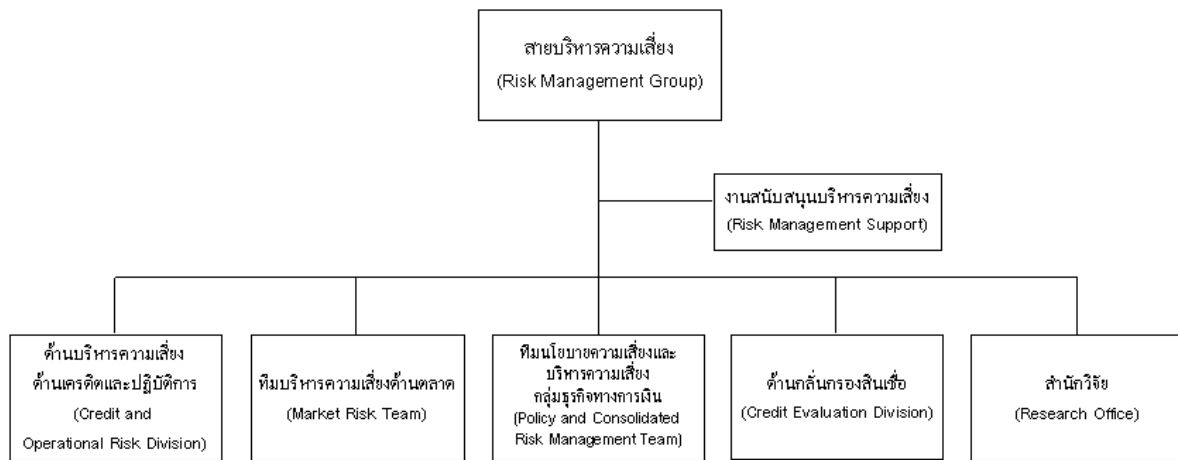 สายบริหารความเสี่ยง
(Risk Management Group)
งานสนับสนุนบริหารความเสี่ยง
(Risk Management Support)
ด้านบริหารความเสี่ยง
ด้านเครดิตและปฏิบัติการ
(Credit and
Operational Risk Division)
ทีมบริหารความเสี่ยงด้านตลาด
(Market Risk Team)
ทีมนโยบายความเสี่ยงและ
บริหารความเสี่ยง
กลุ่มธุรกิจทางการเงิน
(Policy and Consolidated
Risk Management Team)
ด้านกลั่นกรองสินเชื่อ
(Credit Evaluation Division)
สำนักวิจัย
(Research Office)